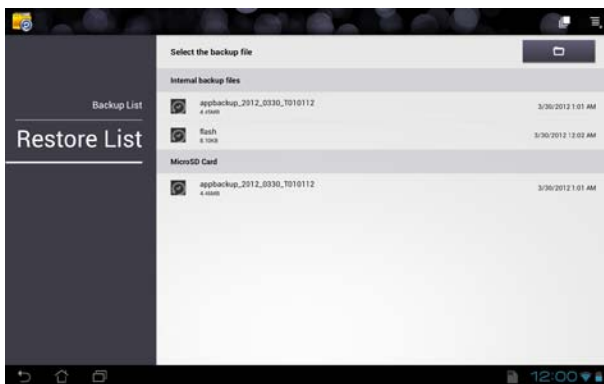 Select the backup file
Internal backup files
Backup List
Restore List
appbackup_2012_0330_T010112
3/30/2012 1:01 AM
flash
3/30/2012 12:02 AM
MicroSD Card
appbackup_2012_0330_T010112
3/30/2012 1:01 AM
12:00